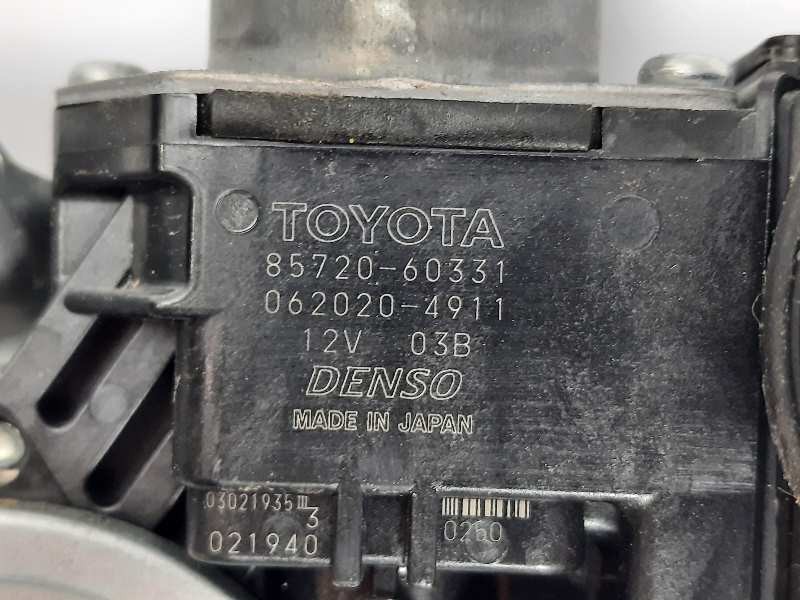 TOYOTA
85720-60331
062020-4911
12V 03B
DENSO
MADE IN JAPAN
03021935
3
021940
0260